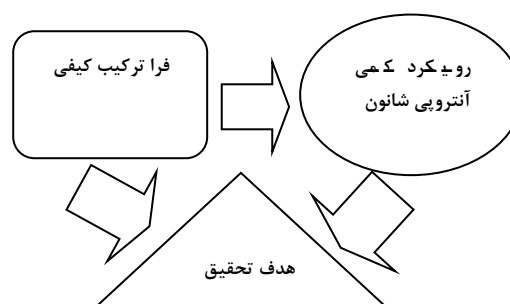 فرا ترکیب کیفی
رویکرد کمی
آنتروپی شانون
هدف تحقیق